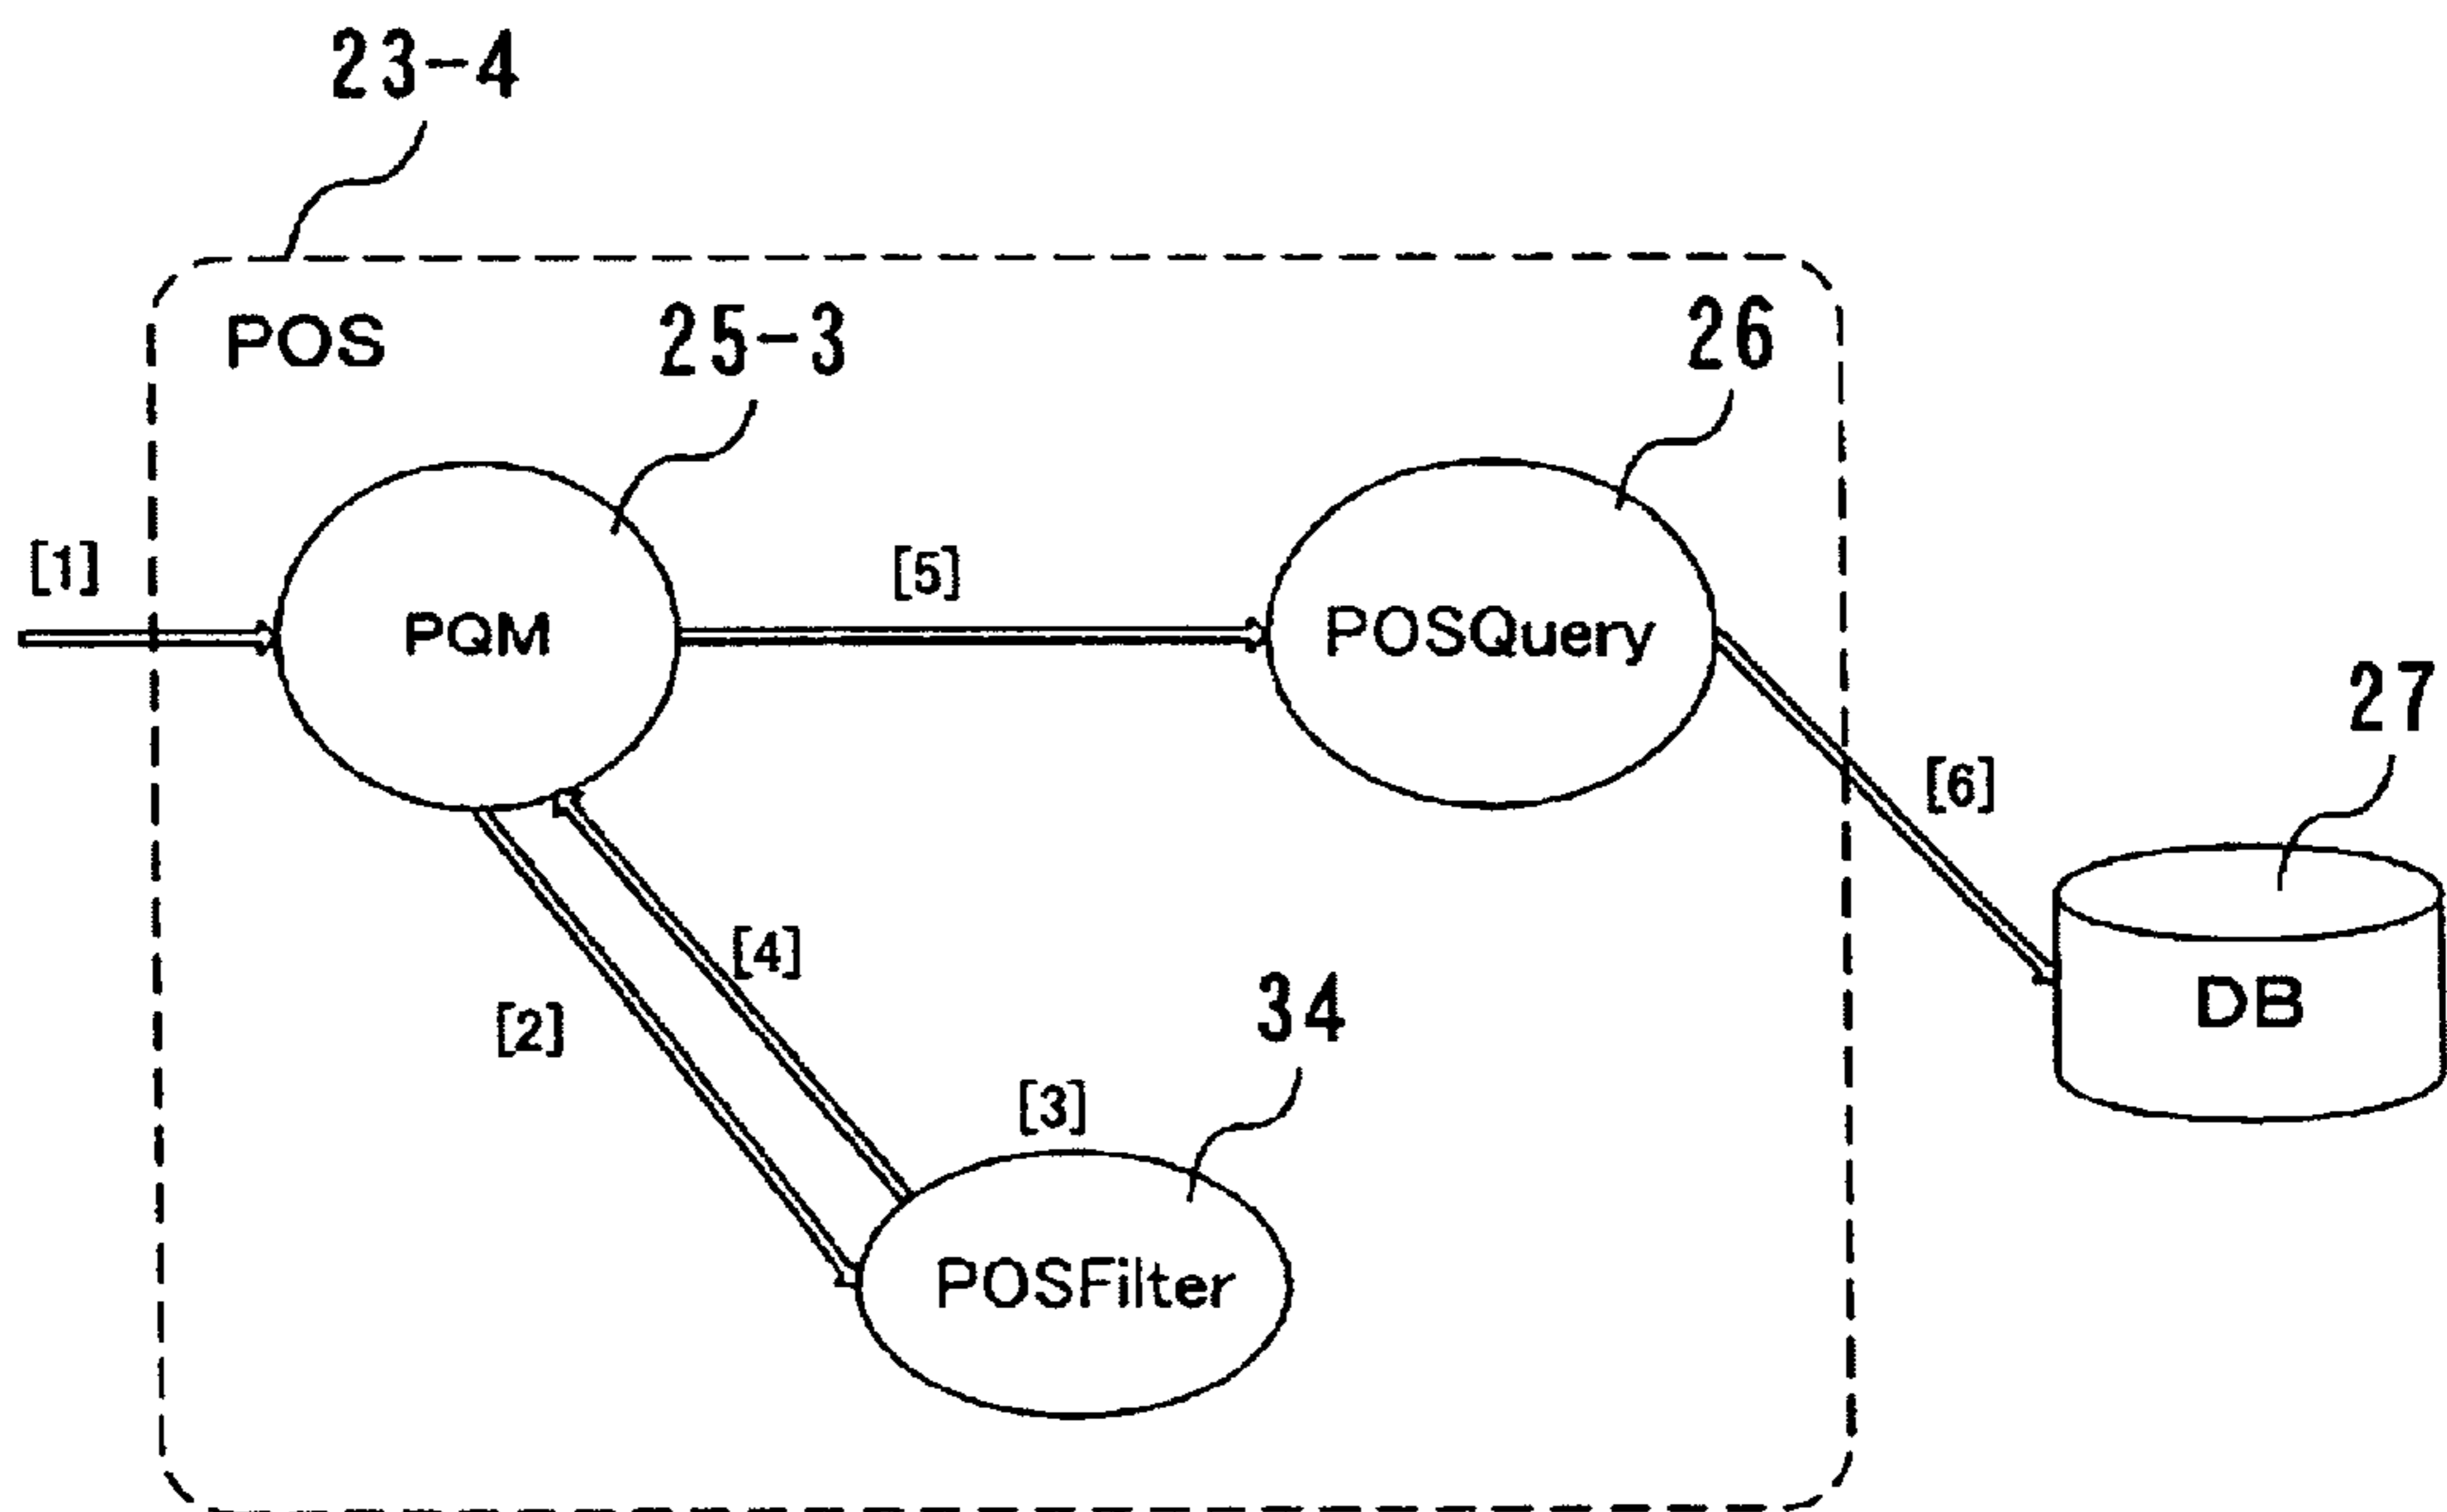 23-4
POS
25-3
26
[1]
[5]
PQM
POSQuery
27
[6]
[4]
[2]
34
DB
[3]
POSFilter